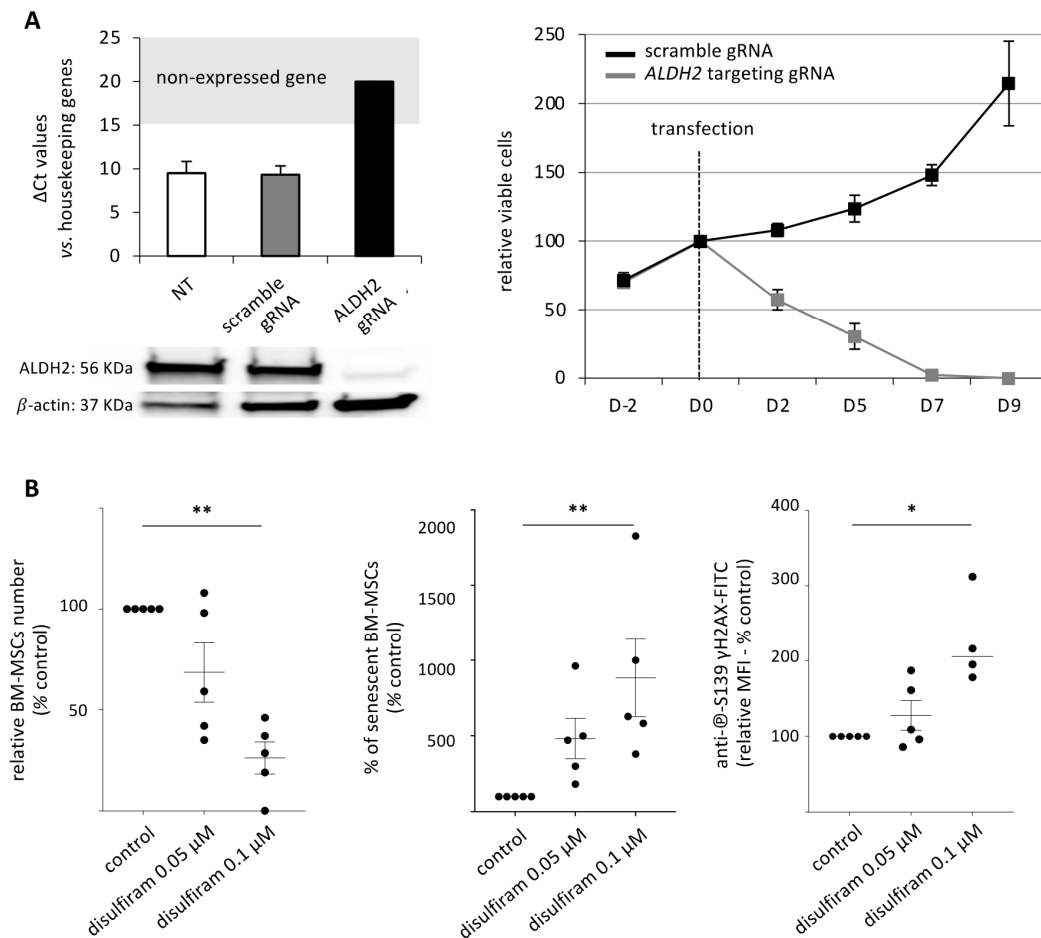 A
25
20
15
10
5
0
ΔCt values
vs. housekeeping genes
non-expressed gene
NT
scramble
gRNA
ALDH2
gRNA
ALDH2: 56 KDa
β-actin: 37 KDa
250
200
150
100
50
0
relative viable cells
scramble gRNA
ALDH2 targeting gRNA
transfection
D-2
D0
D2
D5
D7
D9
B
relative BM-MSCs number
(% control)
100
50
**
control
disulfiram 0.05 µM
disulfiram 0.1 µM
% of senescent BM-MSCs
(% control)
2000
1500
1000
500
**
control
disulfiram 0.05 µM
disulfiram 0.1 µM
anti-Ⓟ-S139 γH2AX-FITC
(relative MFI - % control)
400
300
200
100
*
control
disulfiram 0.05 µM
disulfiram 0.1 µM